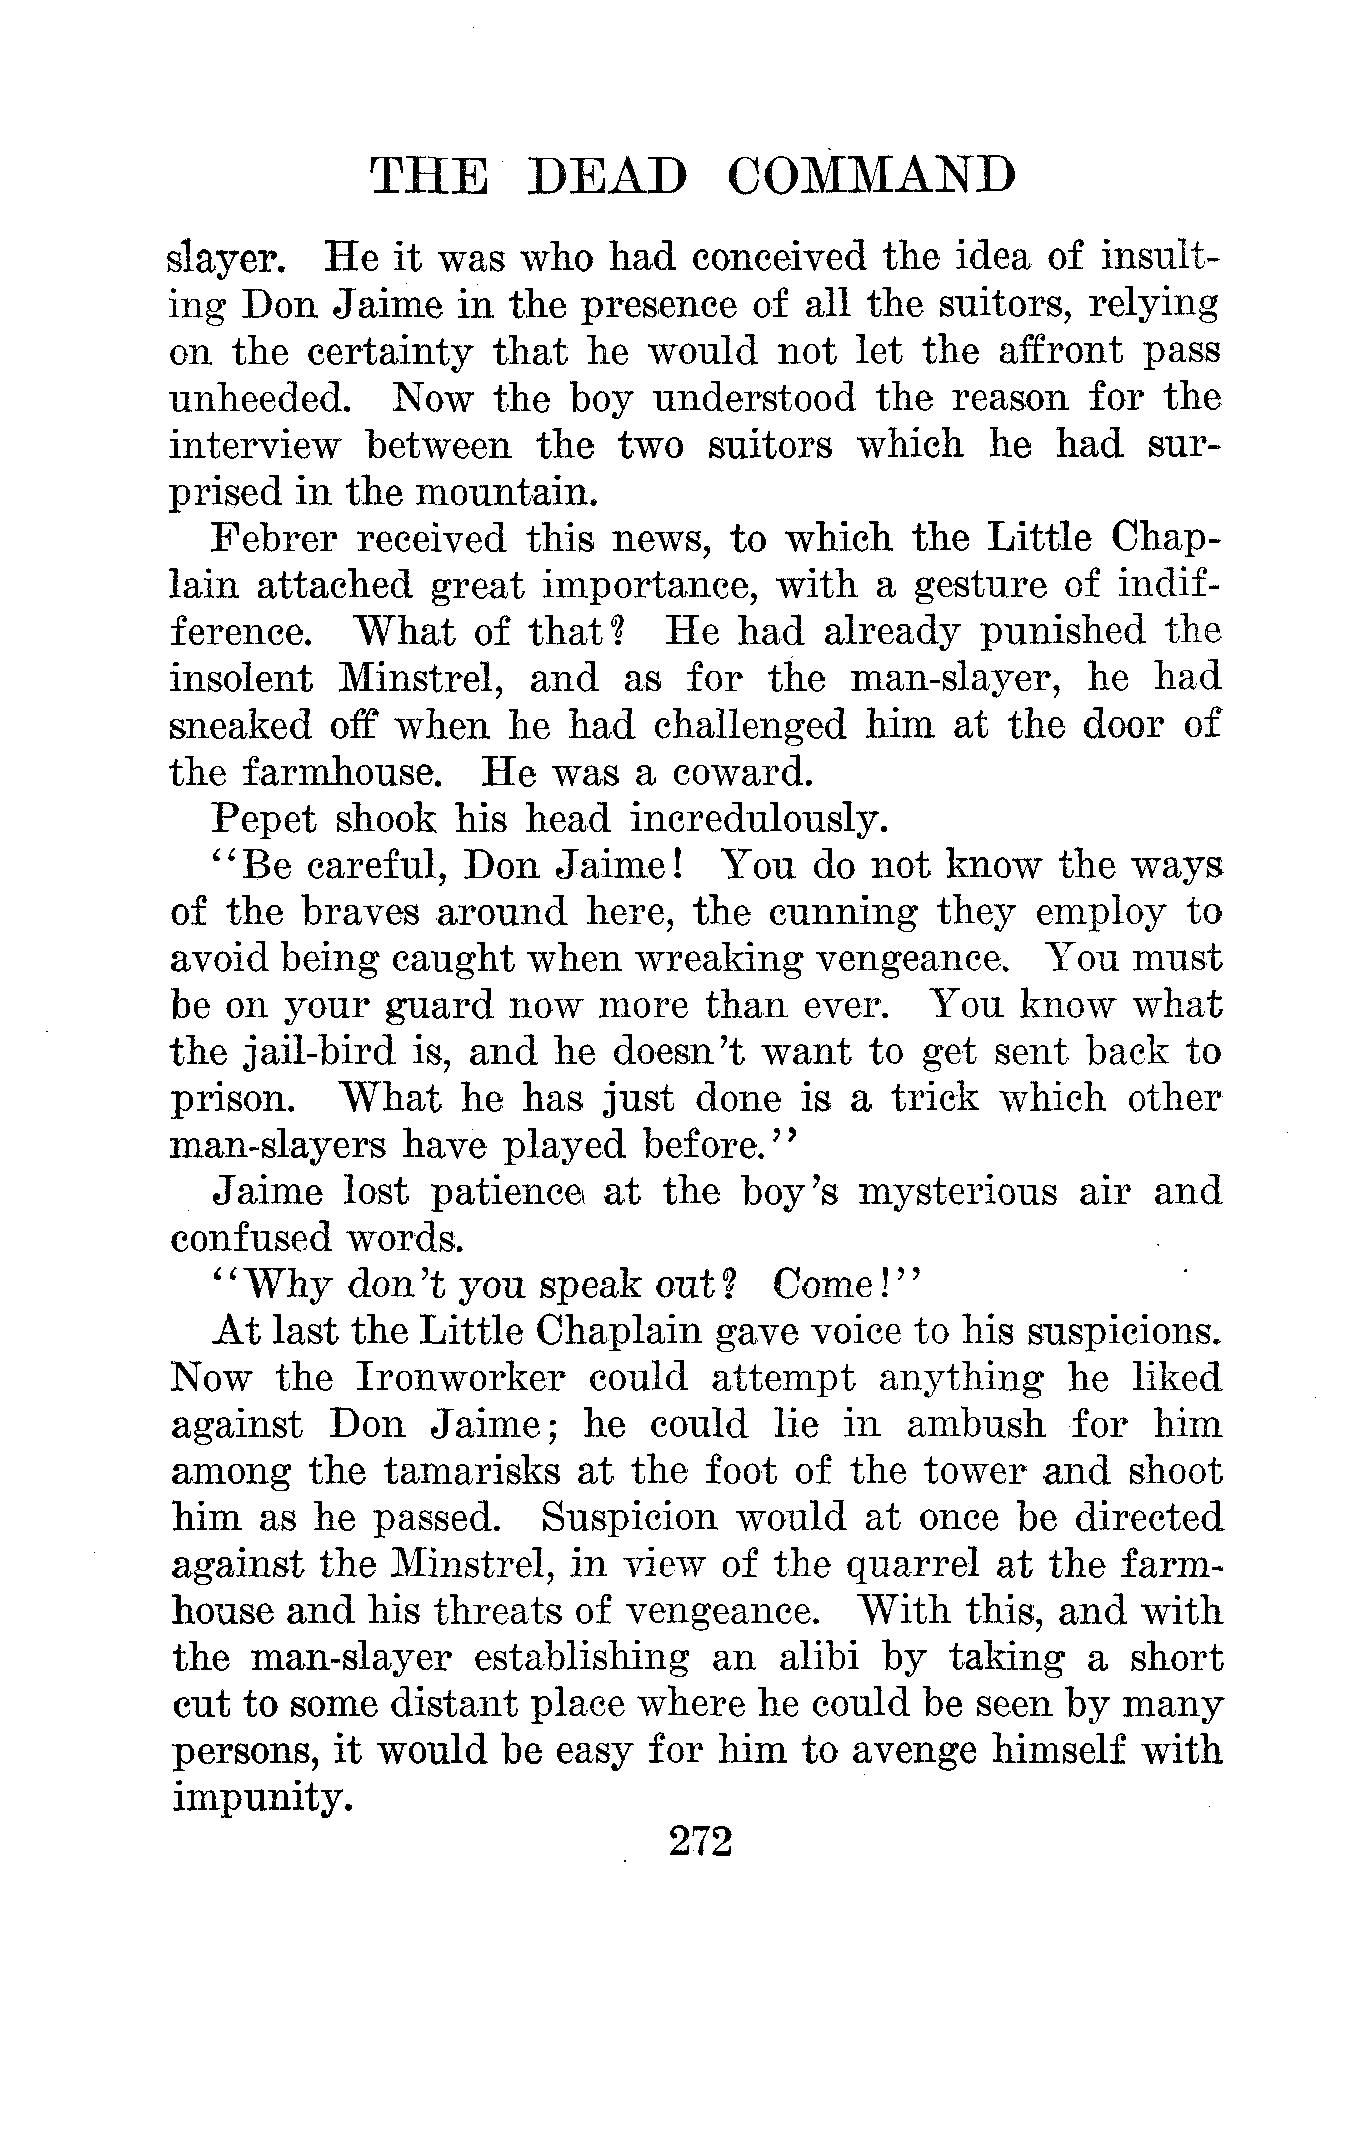 THE DEAD COMMAND
slayer. He it was who had conceived the idea of insult-
ing Don Jaime in the presence of all the suitors, relying
on the certainty that he would not let the affront pass
unheeded. Now the boy understood the reason for the
interview between the two suitors which he had sur-
prised in the mountain.
Febrer received this news, to which the Little Chap-
lain attached great importance, with a gesture of indif-
ference. What of that? He had already punished the
insolent Minstrel, and as for the man-slayer, he had
sneaked off when he had challenged him at the door of
the farmhouse. He was a coward.
Pepet shook his head incredulously.
"Be careful, Don Jaime! You do not know the ways
of the braves around here, the cunning they employ to
avoid being caught when wreaking vengeance. You must
be on your guard now more than ever. You know what
the jail-bird is, and he doesn't want to get sent back to
prison. What he has just done is a trick which other
man-slayers have played before."
Jaime lost patience at the boy's mysterious air and
confused words.
"Why don't you speak out? Come!"
At last the Little Chaplain gave voice to his suspicions.
Now the Ironworker could attempt anything he liked
against Don Jaime; he could lie in ambush for him
among the tamarisks at the foot of the tower and shoot
him as he passed. Suspicion would at once be directed
against the Minstrel, in view of the quarrel at the farm-
house and his threats of vengeance. With this, and with
the man-slayer establishing an alibi by taking a short
cut to some distant place where he could be seen by many
persons, it would be easy for him to avenge himself with
impunity.
272